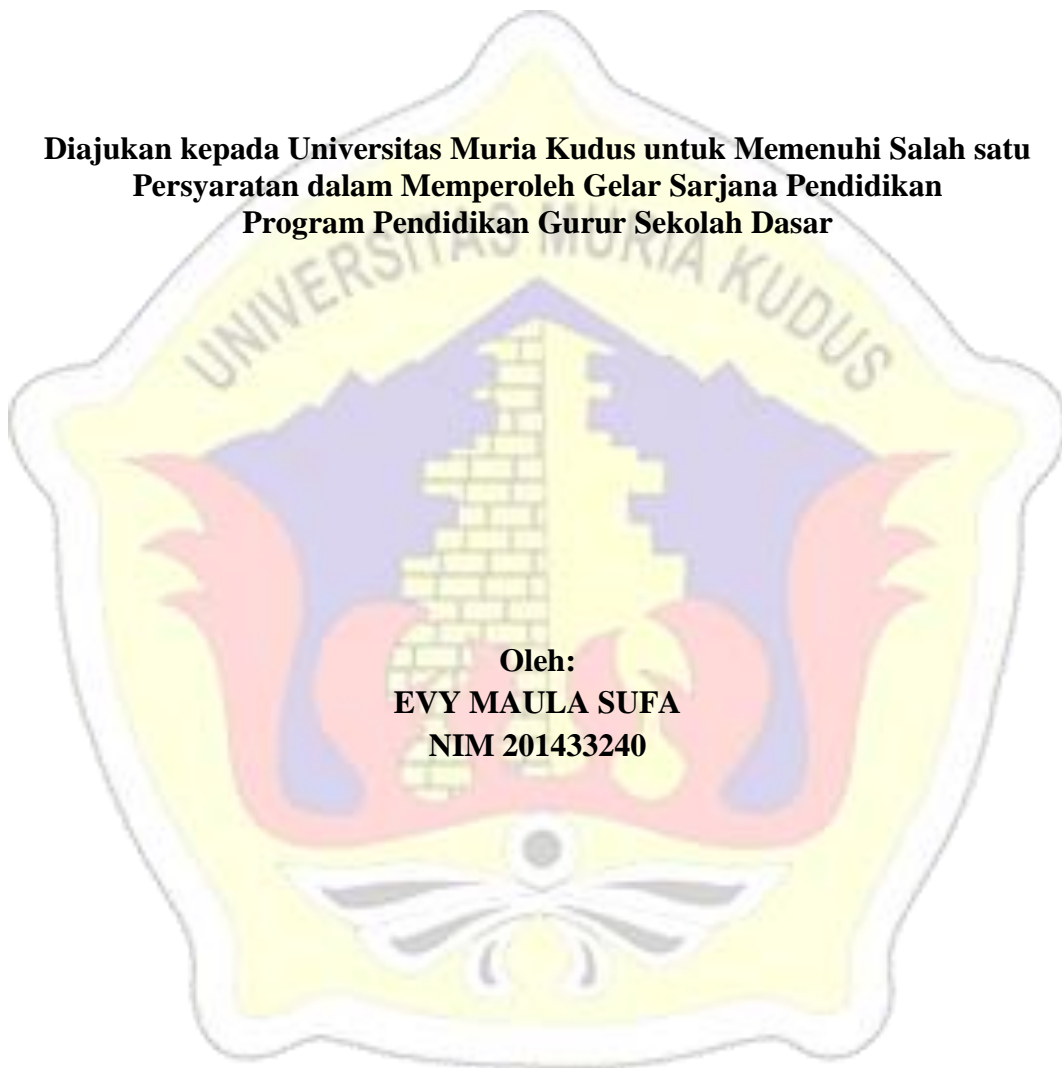 Diajukan kepada Universitas Muria Kudus untuk Memenuhi Salah satu
Persyaratan dalam Memperoleh Gelar Sarjana Pendidikan
Program Pendidikan Gurur Sekolah Dasar
UNIVERSITAS MURIA KUDUS
Oleh:
EVY MAULA SUFA
NIM 201433240